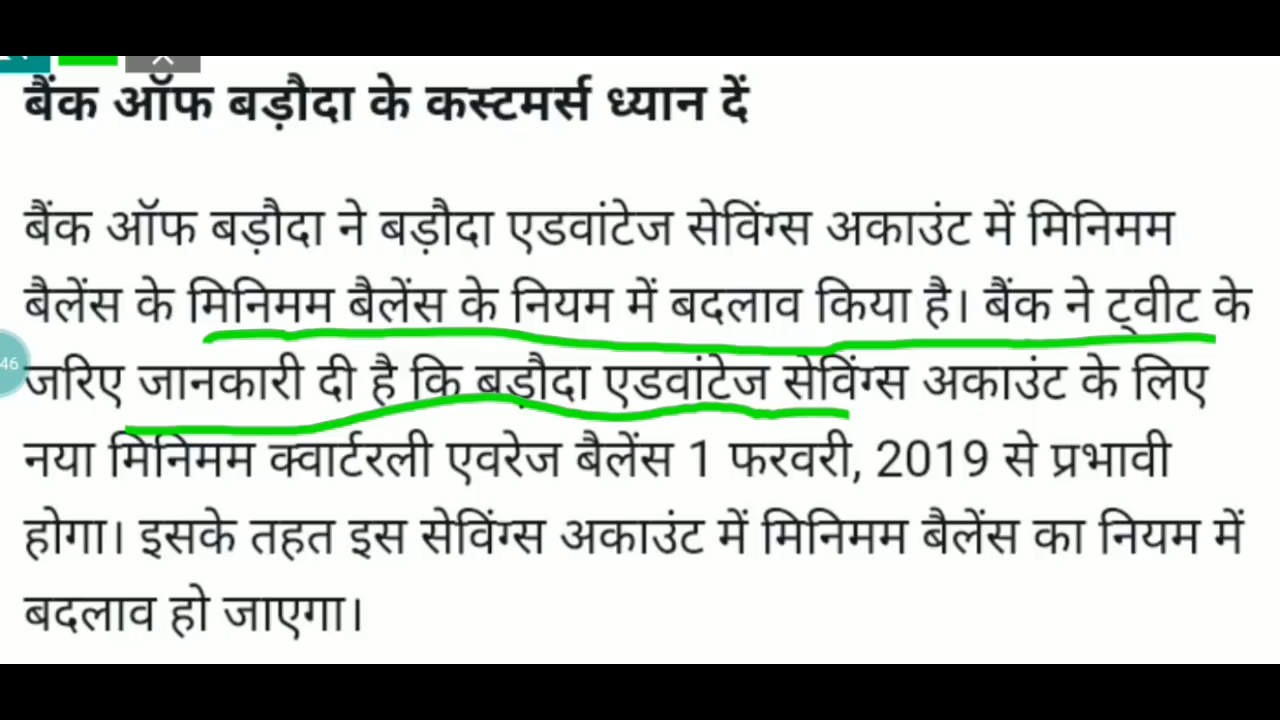 बैंक ऑफ बड़ौदा के कस्टमर्स ध्यान दें
बैंक ऑफ बड़ौदा ने बड़ौदा एडवांटेज सेविंग्स अकाउंट में मिनिमम
बैलेंस के मिनिमम बैलेंस के नियम में बदलाव किया है। बैंक ने ट्वीट के
46
जरिए जानकारी दी है कि बड़ौदा एडवांटेज सेविंग्स अकाउंट के लिए
नया मिनिमम क्वार्टरली एवरेज बैलेंस 1 फरवरी, 2019 से प्रभावी
होगा। इसके तहत इस सेविंग्स अकाउंट में मिनिमम बैलेंस का नियम में
बदलाव हो जाएगा।